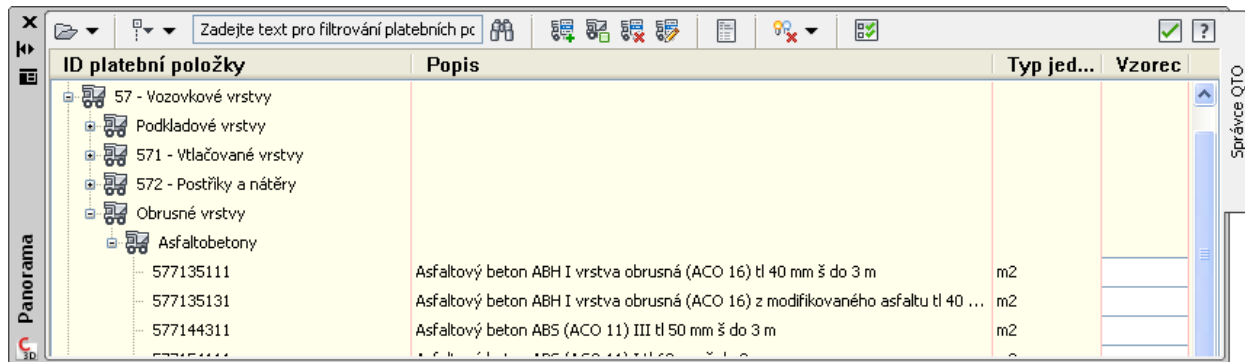 Zadejte text pro filtrování platebních pc
ID platební položky Popis Typ jed... Vzorec
57 - Vozovkové vrstvy
Podkladové vrstvy
571 - Vtlačované vrstvy
572 - Postřiky a nátěry
Obrusné vrstvy
Asfaltobetony
577135111 Asfaltový beton ABH I vrstva obrusná (ACO 16) tl 40 mm š do 3 m m2
577135131 Asfaltový beton ABH I vrstva obrusná (ACO 16) z modifikovaného asfaltu tl 40 ... m2
577144311 Asfaltový beton ABS (ACO 11) III tl 50 mm š do 3 m m2
Panorama
3D
Správce QTO